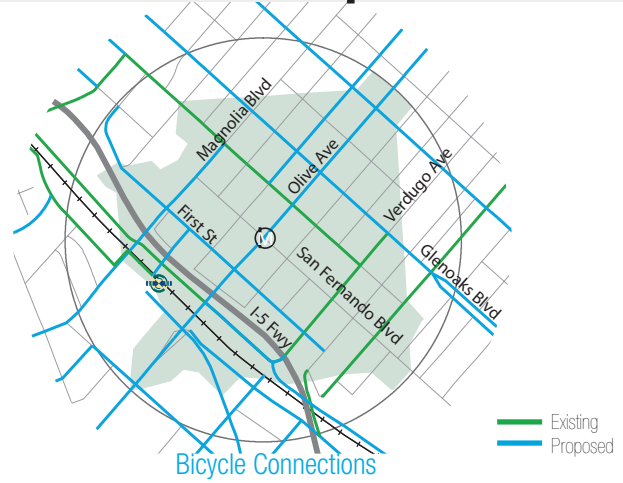 Magnolia Blvd
Olive Ave
Verdugo Ave
First St
San Fernando Blvd
Glenoaks Blvd
I-5 Fwy
Existing
Proposed
Bicycle Connections